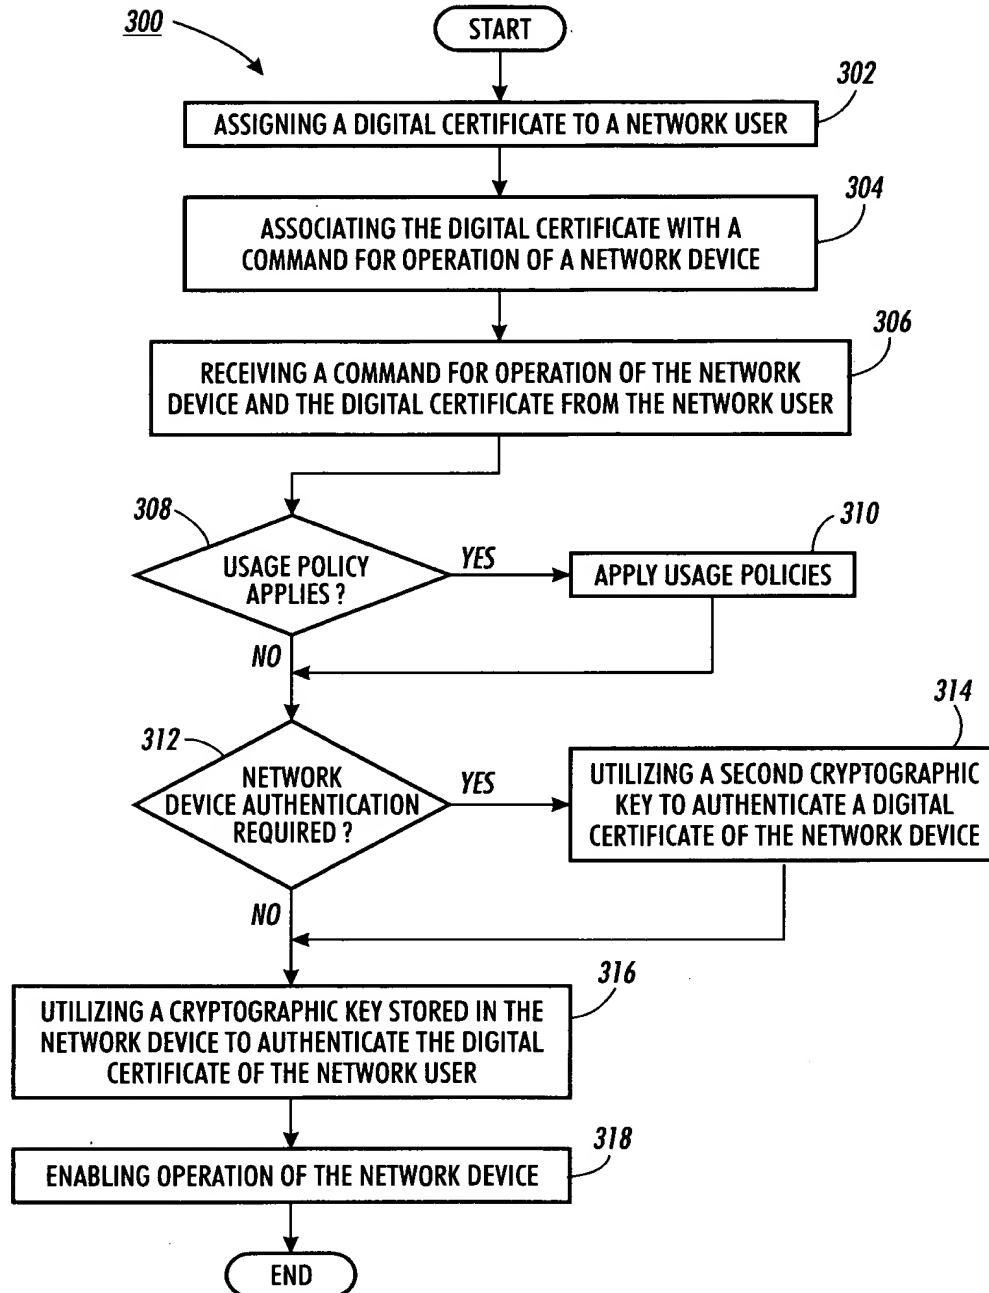 300
START
302
ASSIGNING A DIGITAL CERTIFICATE TO A NETWORK USER
304
ASSOCIATING THE DIGITAL CERTIFICATE WITH A
COMMAND FOR OPERATION OF A NETWORK DEVICE
306
RECEIVING A COMMAND FOR OPERATION OF THE NETWORK
DEVICE AND THE DIGITAL CERTIFICATE FROM THE NETWORK USER
308
USAGE POLICY
APPLIES ?
YES
310
APPLY USAGE POLICIES
NO
312
NETWORK
DEVICE AUTHENTICATION
REQUIRED ?
YES
314
UTILIZING A SECOND CRYPTOGRAPHIC
KEY TO AUTHENTICATE A DIGITAL
CERTIFICATE OF THE NETWORK DEVICE
NO
316
UTILIZING A CRYPTOGRAPHIC KEY STORED IN THE
NETWORK DEVICE TO AUTHENTICATE THE DIGITAL
CERTIFICATE OF THE NETWORK USER
318
ENABLING OPERATION OF THE NETWORK DEVICE
END